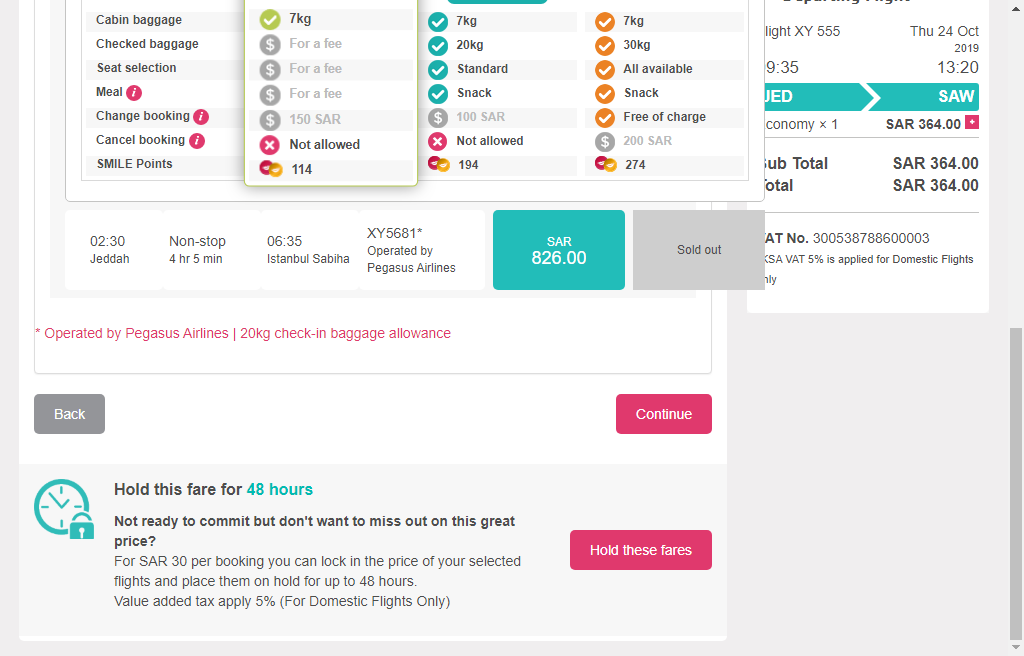 Departing Flight
Cabin baggage 7kg 7kg 7kg
Checked baggage For a fee 20kg 30kg
Seat selection For a fee Standard All available
Meal i For a fee Snack Snack
Change booking i 150 SAR 100 SAR Free of charge
Cancel booking i Not allowed Not allowed 200 SAR
SMILE Points 114 194 274
02:30
Jeddah
Non-stop
4 hr 5 min
06:35
Istanbul Sabiha
XY5681*
Operated by
Pegasus Airlines
SAR
826.00
Sold out
* Operated by Pegasus Airlines | 20kg check-in baggage allowance
Back
Continue
Hold this fare for 48 hours
Not ready to commit but don't want to miss out on this great
price?
For SAR 30 per booking you can lock in the price of your selected
flights and place them on hold for up to 48 hours.
Value added tax apply 5% (For Domestic Flights Only)
Hold these fares
light XY 555 Thu 24 Oct
2019
9:35 13:20
JED SAW
conomy × 1 SAR 364.00 +
ub Total SAR 364.00
otal SAR 364.00
AT No. 300538788600003
KSA VAT 5% is applied for Domestic Flights
nly